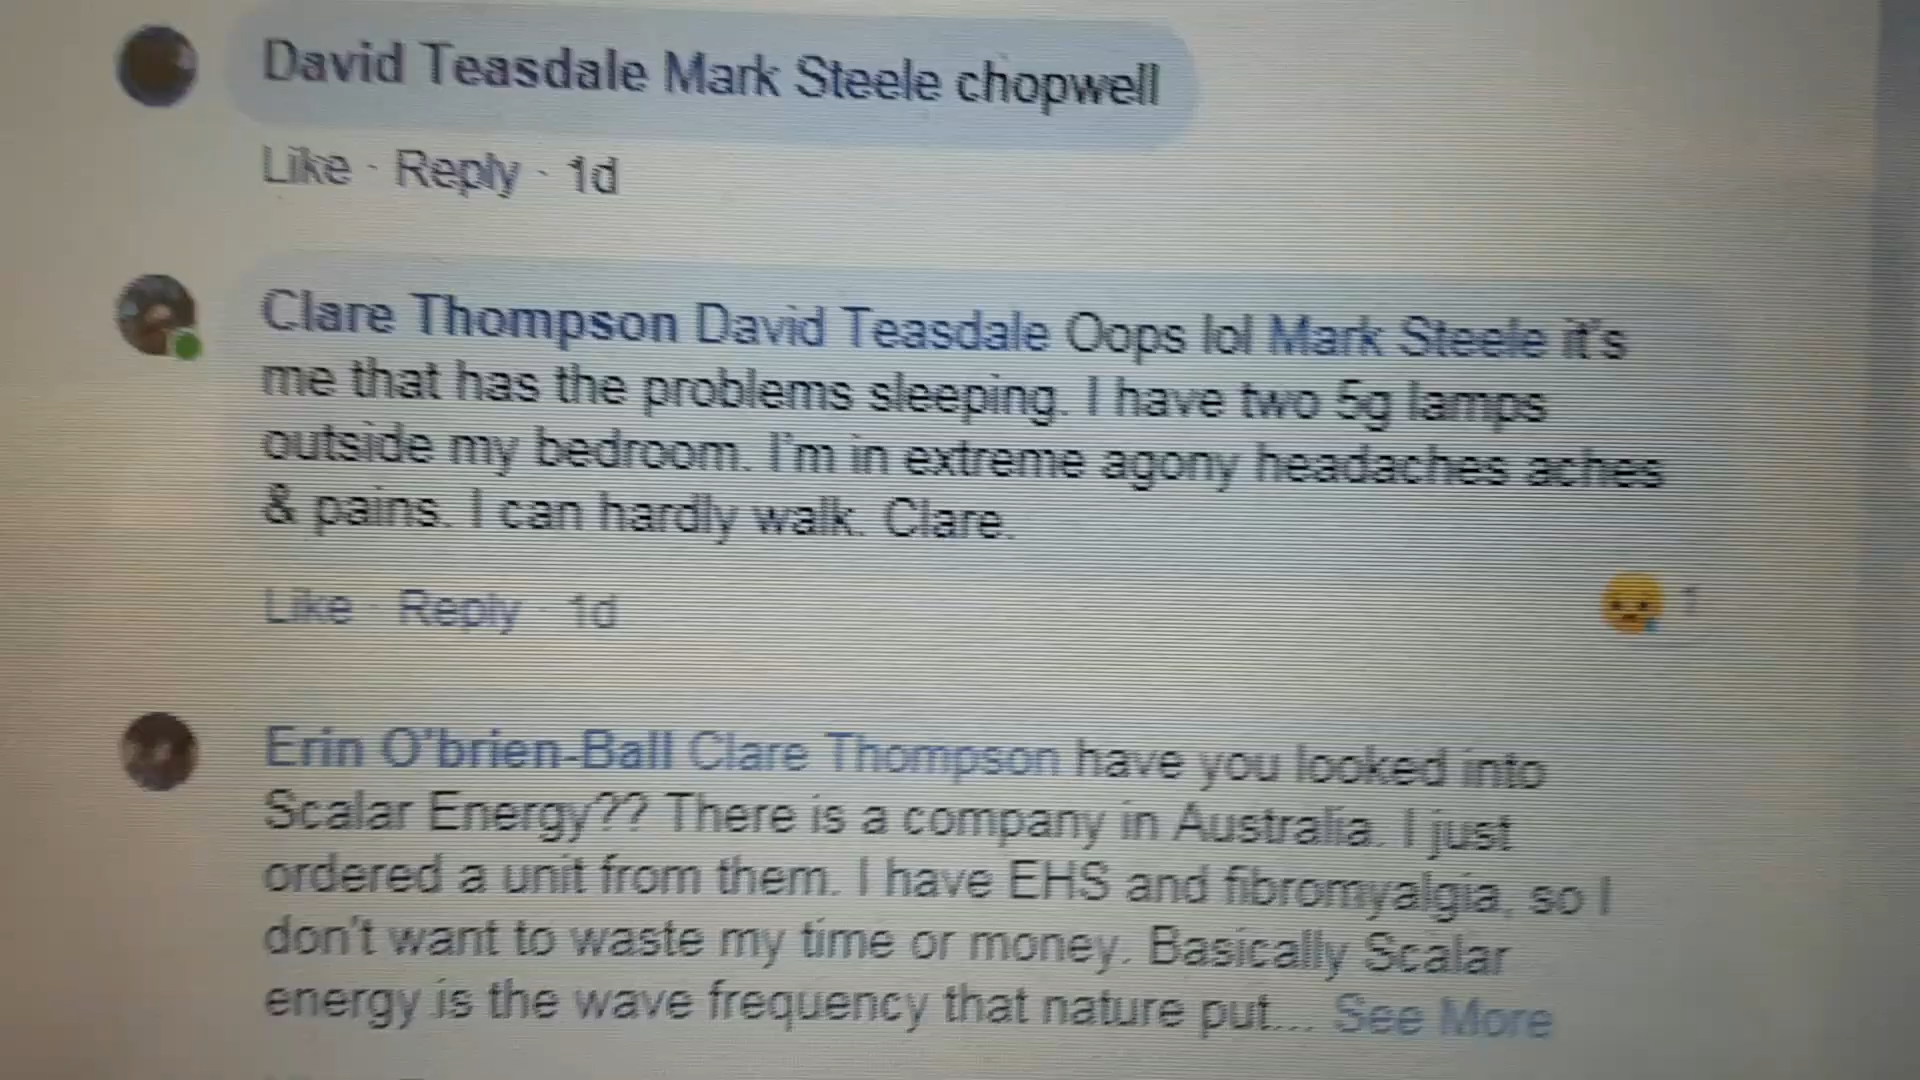 David Teasdale Mark Steele chopwell
Like · Reply · 1d
Clare Thompson David Teasdale Oops lol Mark Steele it's
me that has the problems sleeping. I have two 5g lamps
outside my bedroom. I'm in extreme agony headaches aches
& pains. I can hardly walk. Clare.
Like · Reply · 1d
1
Erin O'brien-Ball Clare Thompson have you looked into
Scalar Energy?? There is a company in Australia. I just
ordered a unit from them. I have EHS and fibromyalgia, so I
don't want to waste my time or money. Basically Scalar
energy is the wave frequency that nature put... See More